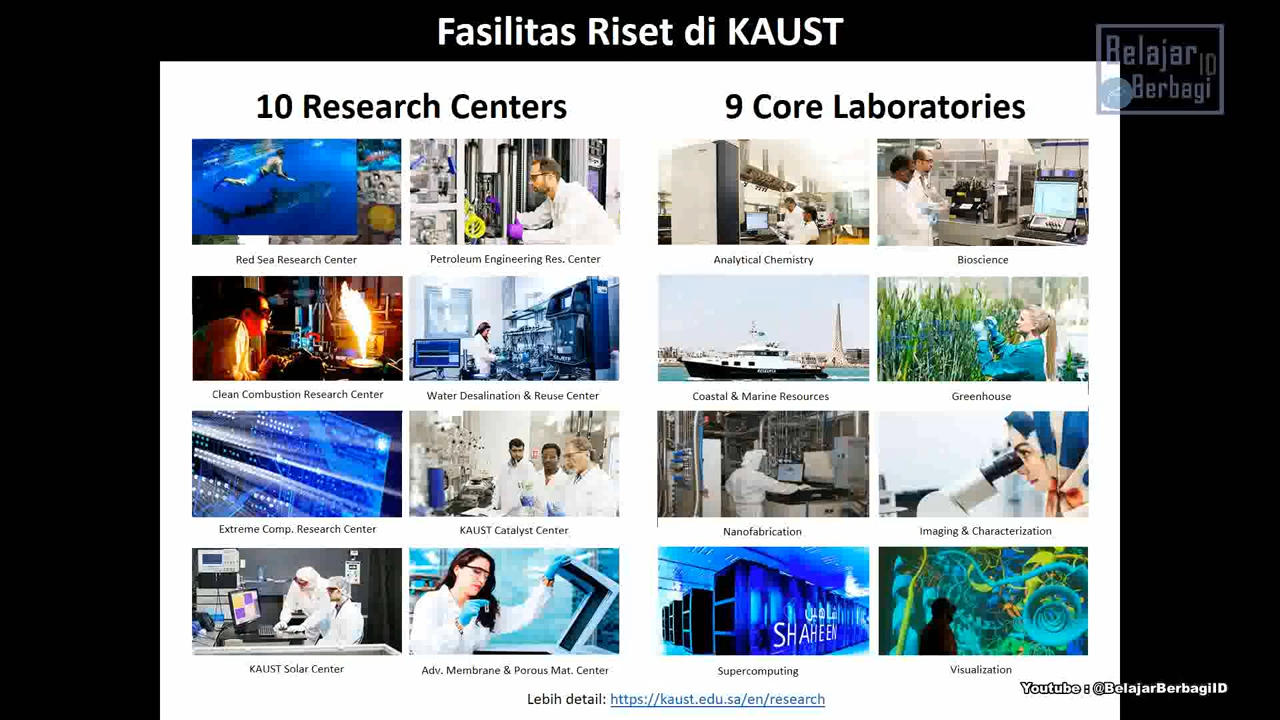 Fasilitas Riset di KAUST
Belajar
ID
Berbagi
10 Research Centers
9 Core Laboratories
Red Sea Research Center
Petroleum Engineering Res. Center
Analytical Chemistry
Bioscience
Clean Combustion Research Center
Water Desalination & Reuse Center
Coastal & Marine Resources
Greenhouse
Extreme Comp. Research Center
KAUST Catalyst Center
Nanofabrication
Imaging & Characterization
شاهين
SHAHEEN
KAUST Solar Center
Adv. Membrane & Porous Mat. Center
Supercomputing
Visualization
Youtube : @BelajarBerbagiID
Lebih detail: https://kaust.edu.sa/en/research